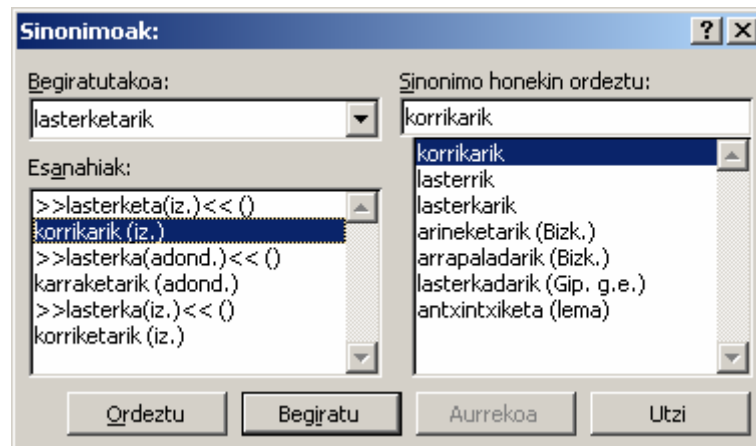 Sinonimoak:
Begiratutakoa:
lasterketarik
Esanahiak:
>>lasterketa(iz.)<< ()
korrikarik (iz.)
>>lasterka(adond.)<< ()
karraketarik (adond.)
>>lasterka(iz.)<< ()
korriketarik (iz.)
Sinonimo honekin ordeztu:
korrikarik
korrikarik
lasterrik
lasterkarik
arineketarik (Bizk.)
arrapaladarik (Bizk.)
lasterkadarik (Gip. g.e.)
antxintxiketa (lema)
Ordeztu
Begiratu
Aurrekoa
Utzi